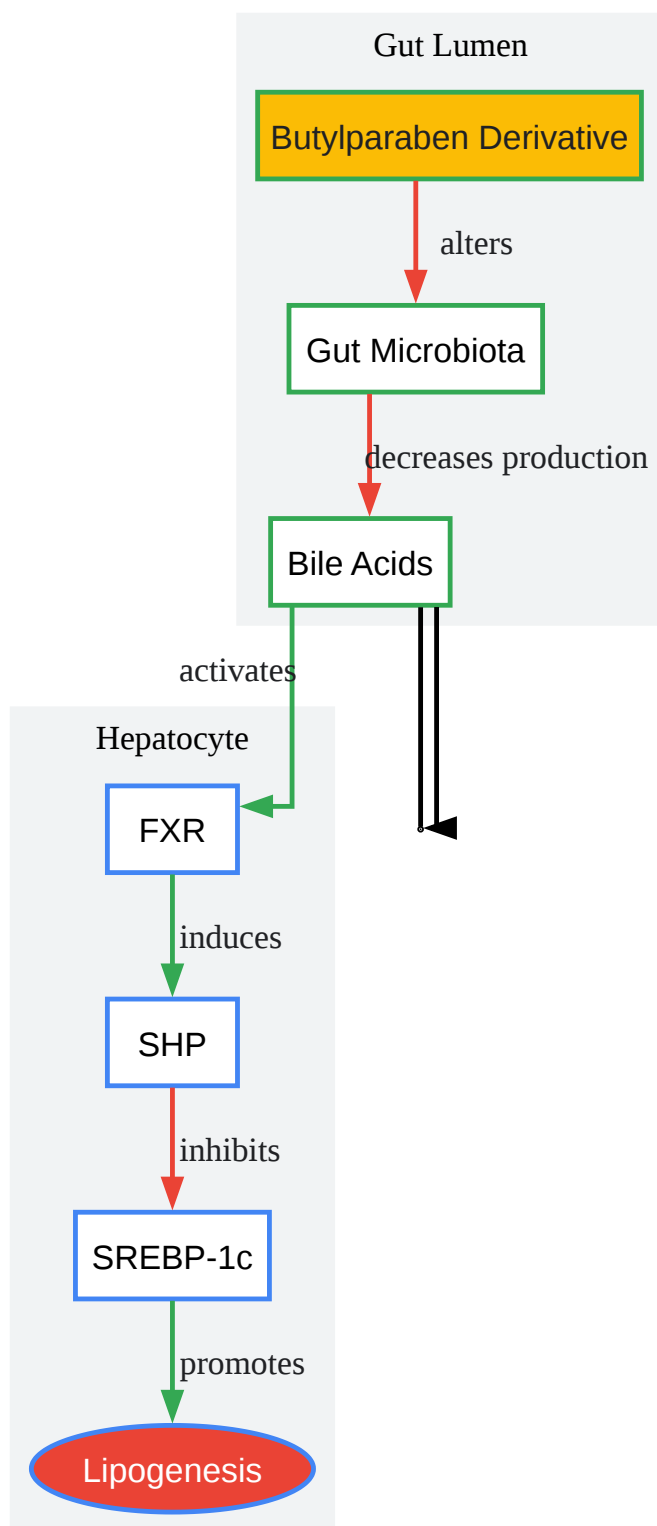 Gut Lumen
Butylparaben Derivative
alters
Gut Microbiota
decreases production
Bile Acids
activates
Hepatocyte
FXR
induces
SHP
inhibits
SREBP-1c
promotes
Lipogenesis